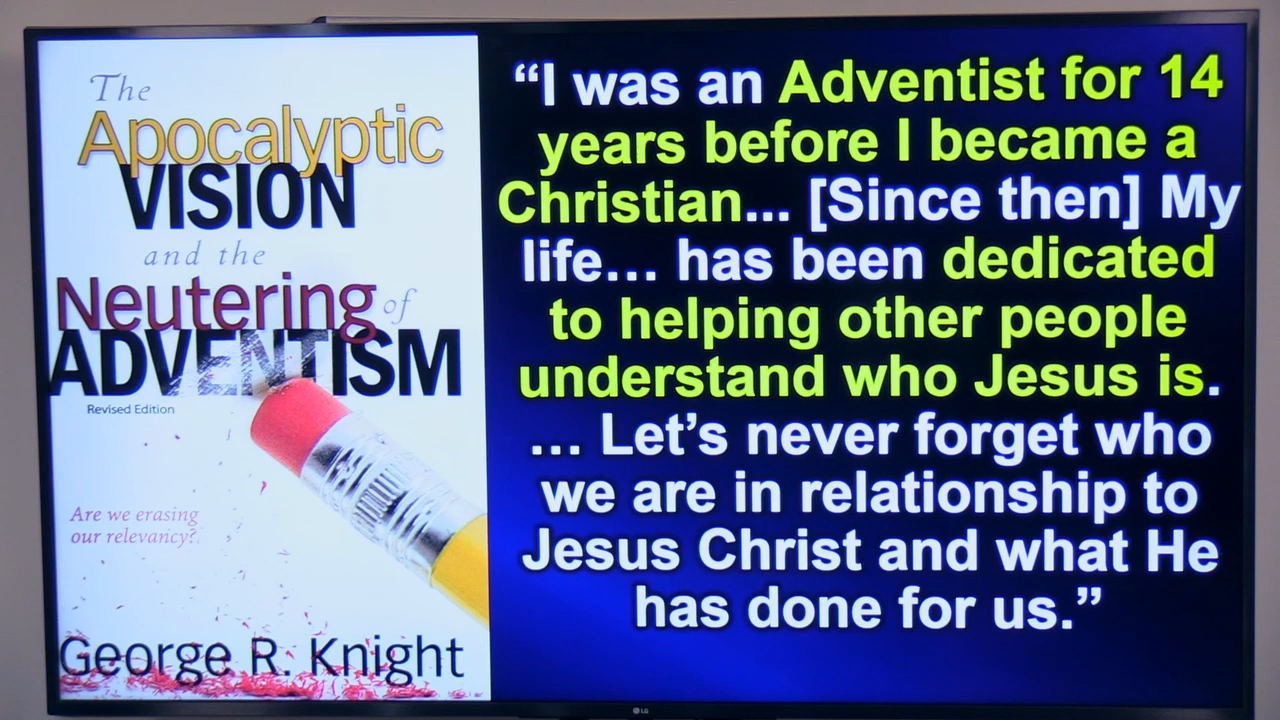 The
Apocalyptic
VISION
and the
Neutering of
ADVENTISM
Revised Edition
Are we erasing
our relevancy?
George R. Knight
“I was an Adventist for 14
years before I became a
Christian... [Since then] My
life... has been dedicated
to helping other people
understand who Jesus is.
... Let’s never forget who
we are in relationship to
Jesus Christ and what He
has done for us.”
LG